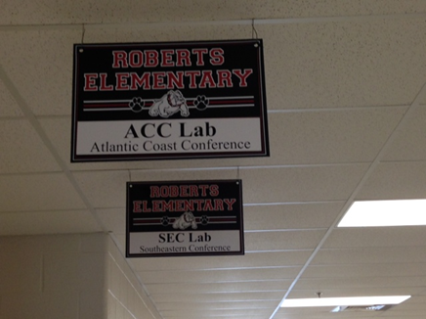 ROBERTS
ELEMENTARY
ACC Lab
Atlantic Coast Conference
ROBERTS
ELEMENTARY
SEC Lab
Southeastern Conference